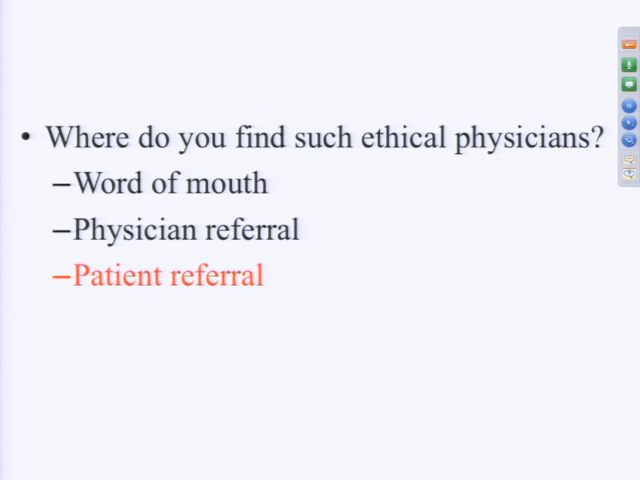 • Where do you find such ethical physicians?
–Word of mouth
–Physician referral
–Patient referral